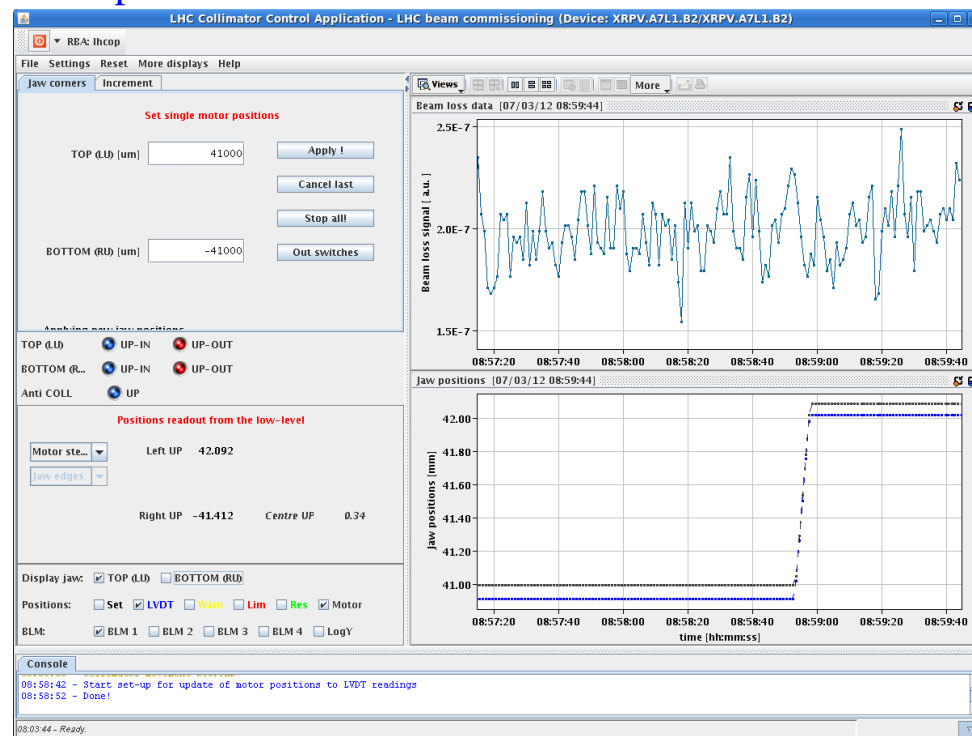 LHC Collimator Control Application - LHC beam commissioning (Device: XRPV.A7L1.B2/XRPV.A7L1.B2)
RBA: lhcop
File Settings Reset More displays Help
Jaw corners Increment
Set single motor positions
TOP (LU) [um] 41000 Apply !
Cancel last
Stop all!
BOTTOM (RU) [um] -41000 Out switches
Applying new jaw positions
TOP (LU) UP-IN UP-OUT
BOTTOM (R... UP-IN UP-OUT
Anti COLL UP
Positions readout from the low-level
Motor ste... Left UP 42.092
Jaw edges
Right UP -41.412 Centre UP 0.34
Display jaw: TOP (LU) BOTTOM (RU)
Positions: Set LVDT Warn Lim Res Motor
BLM: BLM 1 BLM 2 BLM 3 BLM 4 LogY
Views More
Beam loss data [07/03/12 08:59:44]
2.5E-7
2.0E-7
1.5E-7
Beam loss signal [ a.u. ]
08:57:20 08:57:40 08:58:00 08:58:20 08:58:40 08:59:00 08:59:20 08:59:40
Jaw positions [07/03/12 08:59:44]
42.00
41.80
41.60
41.40
41.20
41.00
Jaw positions [mm]
08:57:20 08:57:40 08:58:00 08:58:20 08:58:40 08:59:00 08:59:20 08:59:40
time [hh:mm:ss]
Console
08:58:42 - Start set-up for update of motor positions to LVDT readings
08:58:52 - Done!
08:03:44 - Ready.